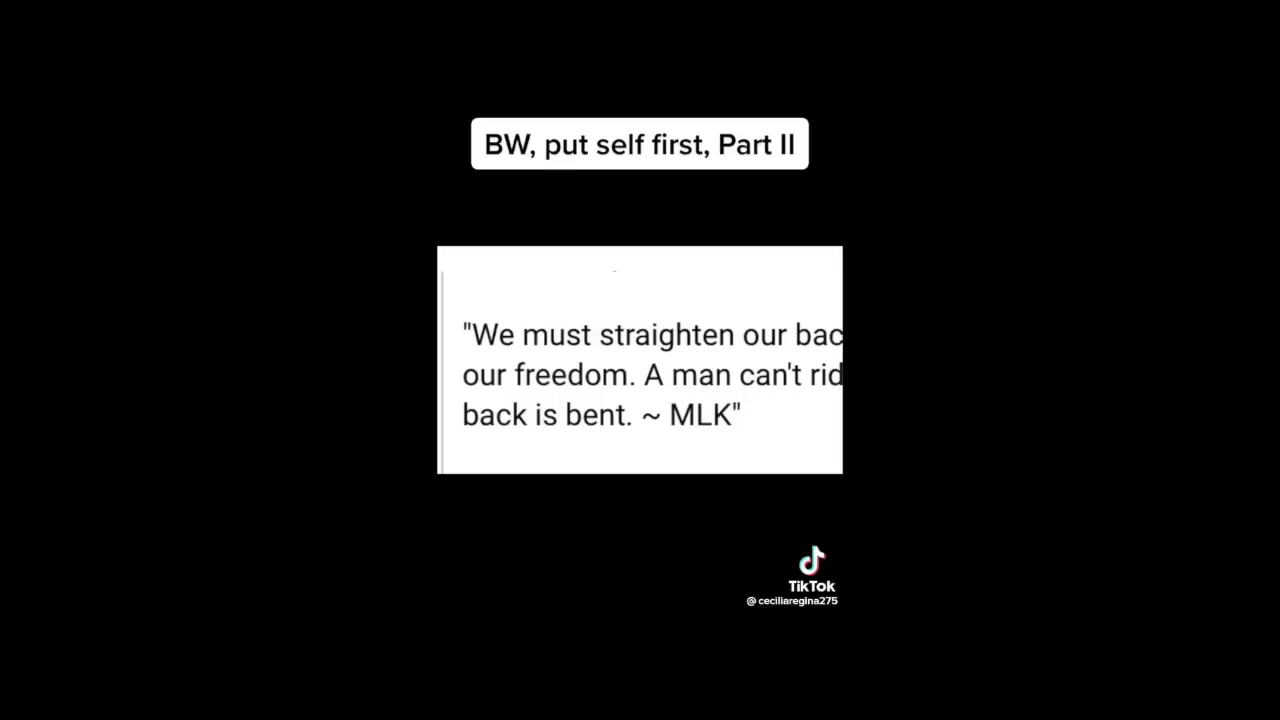 BW, put self first, Part II
"We must straighten our bac
our freedom. A man can't rid
back is bent. ~ MLK"
TikTok
@ceciliaregina275